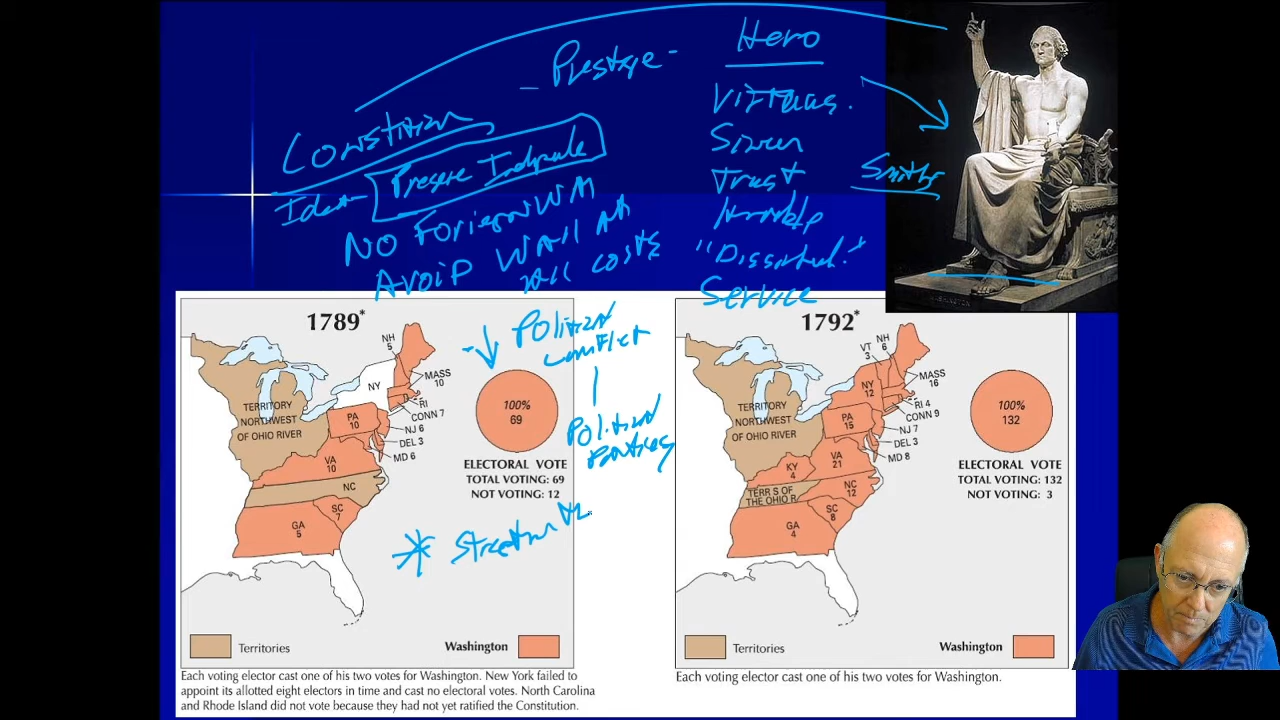 Prestige
Hero
Virtuous.
Trust
Humble
Service
Smiths
Preserve
NO Foriegn WAR
AVOID WAR At
All costs
Political
conflict
Political
Parties
WASHINGTON
1789*
NH
5
MASS
10
NY
RI
CONN 7
NJ 6
DEL 3
MD 6
PA
10
TERRITORY
NORTHWEST
OF OHIO RIVER
VA
10
NC
SC
7
GA
5
100%
69
ELECTORAL VOTE
TOTAL VOTING: 69
NOT VOTING: 12
Territories
Washington
Each voting elector cast one of his two votes for Washington. New York failed to
appoint its allotted eight electors in time and cast no electoral votes. North Carolina
and Rhode Island did not vote because they had not yet ratified the Constitution.
1792*
VT
3
NH
6
MASS
16
NY
12
RI 4
CONN 9
NJ 7
DEL 3
MD 8
PA
15
TERRITORY
NORTHWEST
OF OHIO RIVER
KY
4
VA
21
TERR S OF
THE OHIO R
NC
12
SC
8
GA
4
100%
132
ELECTORAL VOTE
TOTAL VOTING: 132
NOT VOTING: 3
Territories
Washington
Each voting elector cast one of his two votes for Washington.